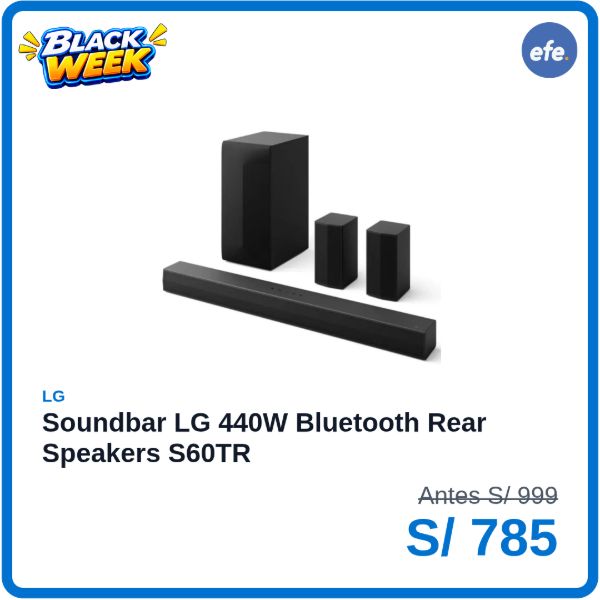 BLACK
WEEK
efe.
LG
Soundbar LG 440W Bluetooth Rear
Speakers S60TR
Antes S/ 999
S/ 785